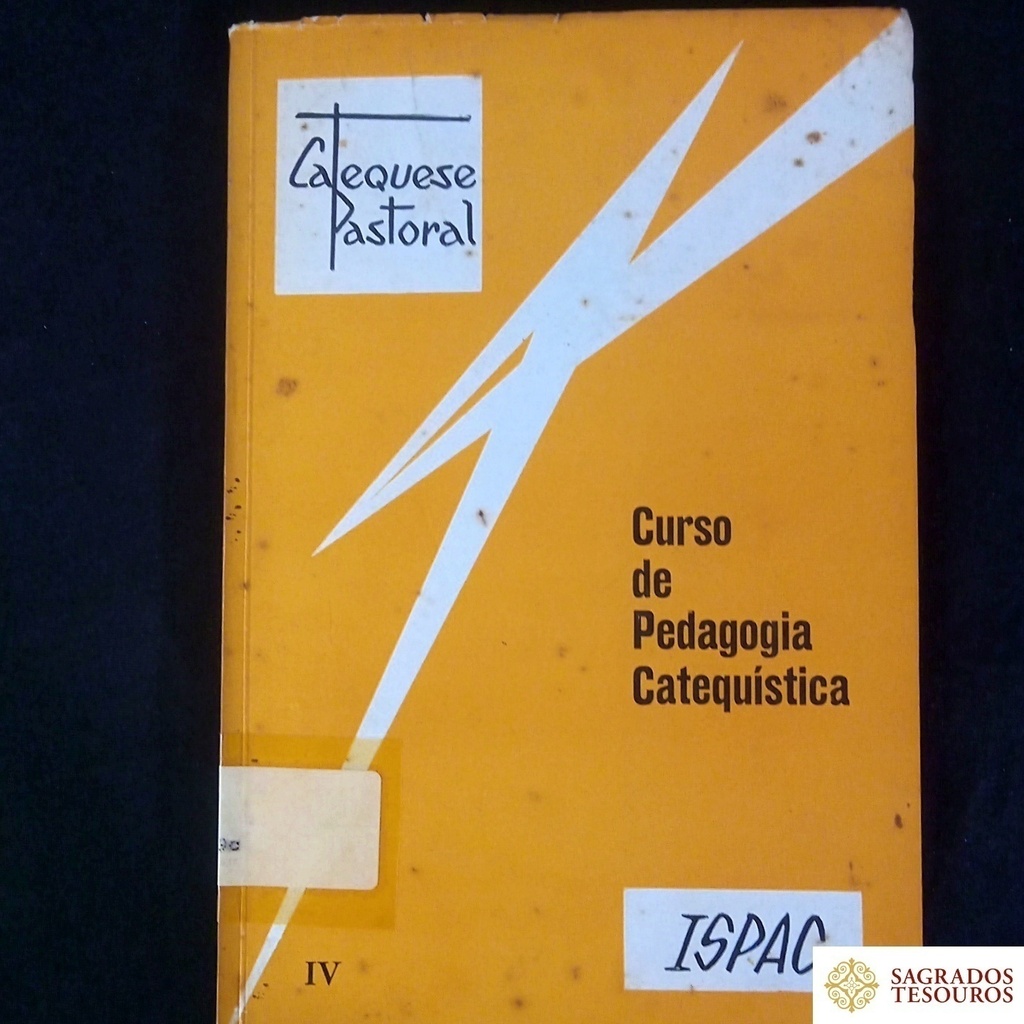 Catequese
Pastoral
Curso
de
Pedagogia
Catequística
IV
ISPAC
SAGRADOS
TESOUROS